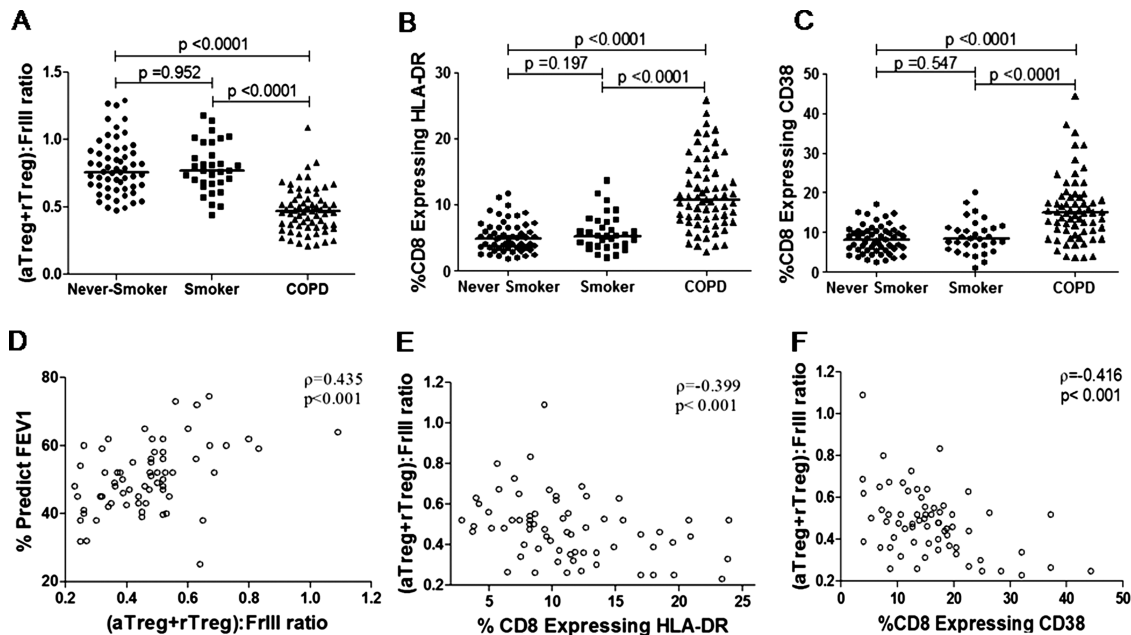 A
p <0.0001
p =0.952
p <0.0001
(aTreg+rTreg):FrIII ratio
1.5
1.0
0.5
0.0
Never-Smoker Smoker COPD
B
p <0.0001
p =0.197
p <0.0001
%CD8 Expressing HLA-DR
30
20
10
0
Never Smoker Smoker COPD
C
p <0.0001
p =0.547
p <0.0001
%CD8 Expressing CD38
50
40
30
20
10
0
Never Smoker Smoker COPD
D
ρ=0.435
p<0.001
% Predict FEV1
80
60
40
20
0.2 0.4 0.6 0.8 1.0 1.2
(aTreg+rTreg):FrIII ratio
E
ρ=-0.399
p< 0.001
(aTreg+rTreg):FrIII ratio
1.2
1.0
0.8
0.6
0.4
0.2
5 10 15 20 25
% CD8 Expressing HLA-DR
F
ρ=-0.416
p< 0.001
(aTreg+rTreg):FrIII ratio
1.2
1.0
0.8
0.6
0.4
0.2
0 10 20 30 40 50
%CD8 Expressing CD38